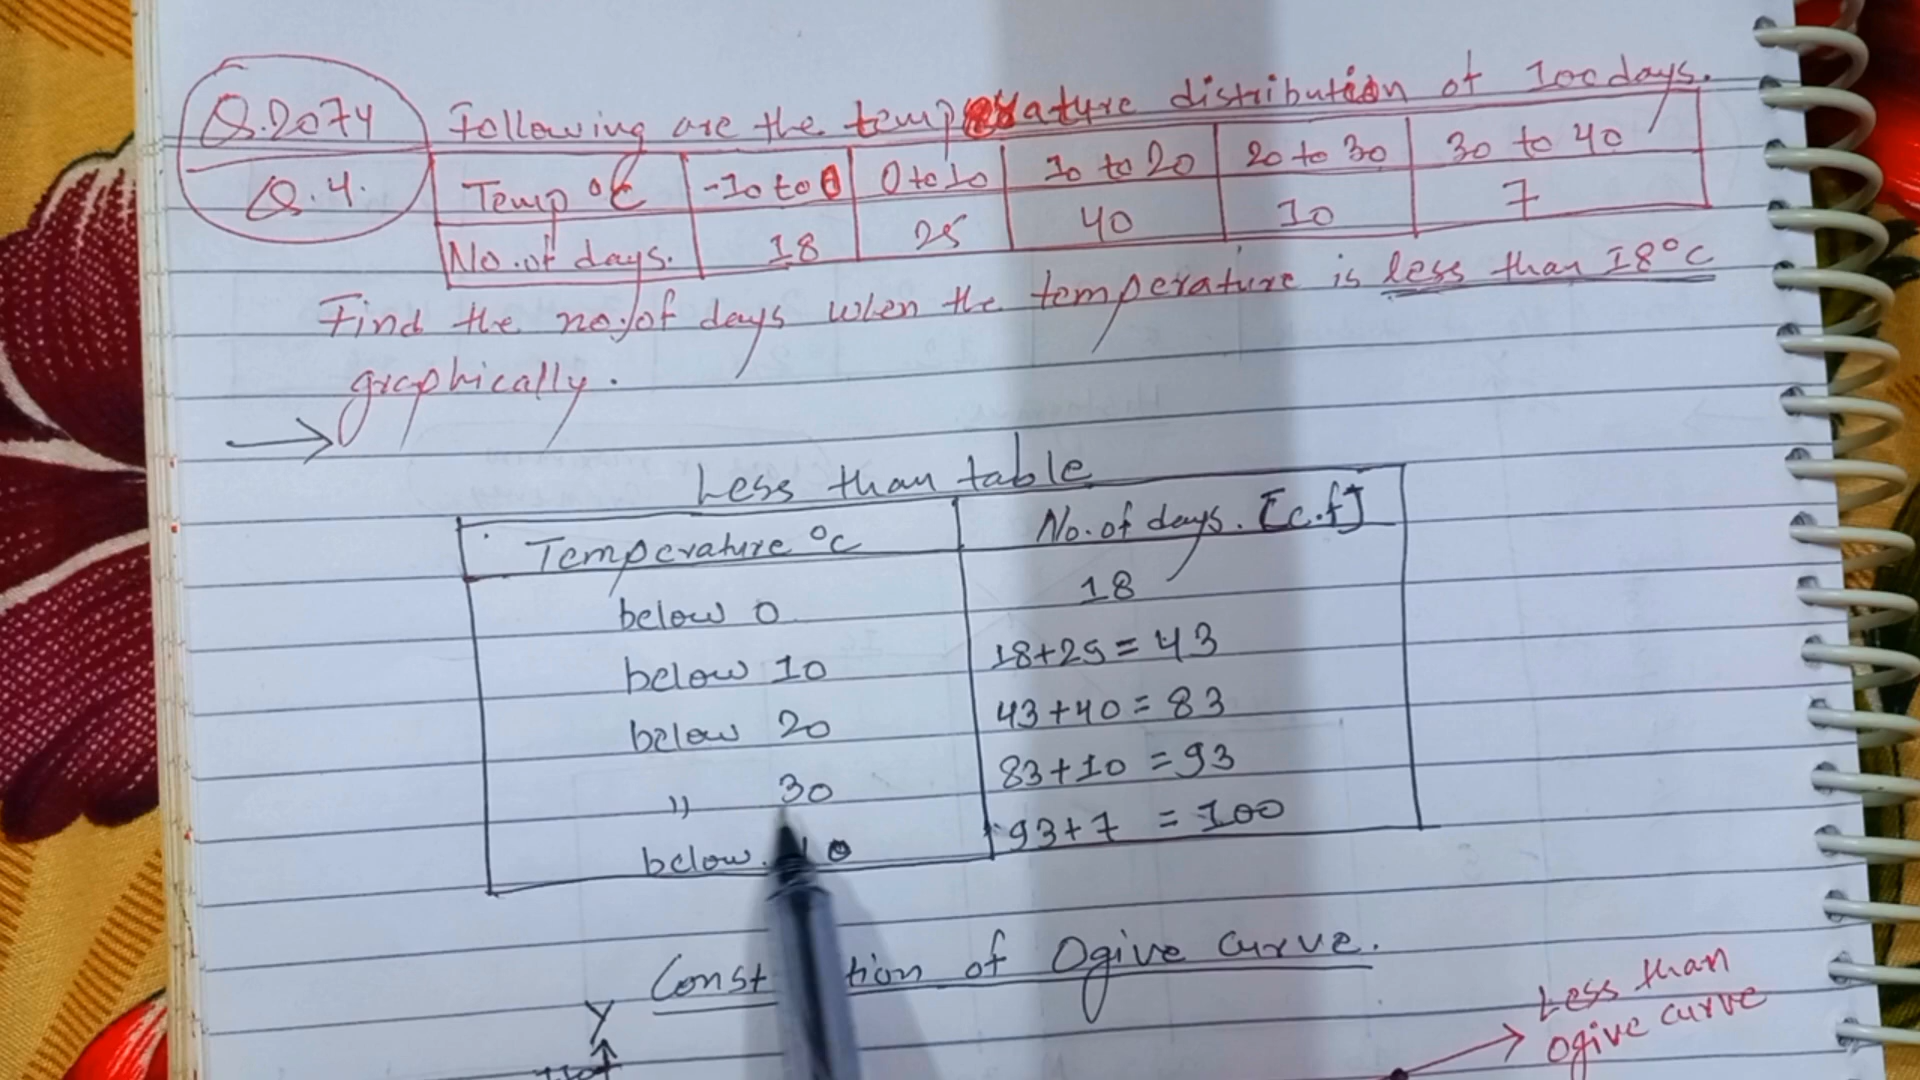 Q.2074
Q.4.
Following are the temperature distribution of 100 days.
Temp °C -10 to 0 0 to 10 10 to 20 20 to 30 30 to 40
No. of days. 18 25 40 10 7
Find the no. of days when the temperature is less than 18°C
graphically.
Less than table
Temperature °C No. of days. [c.f]
below 0 18
below 10 18+25=43
below 20 43+40=83
" 30 83+10=93
below 93+7=100
of Ogive curve.
Y
Less than
ogive curve